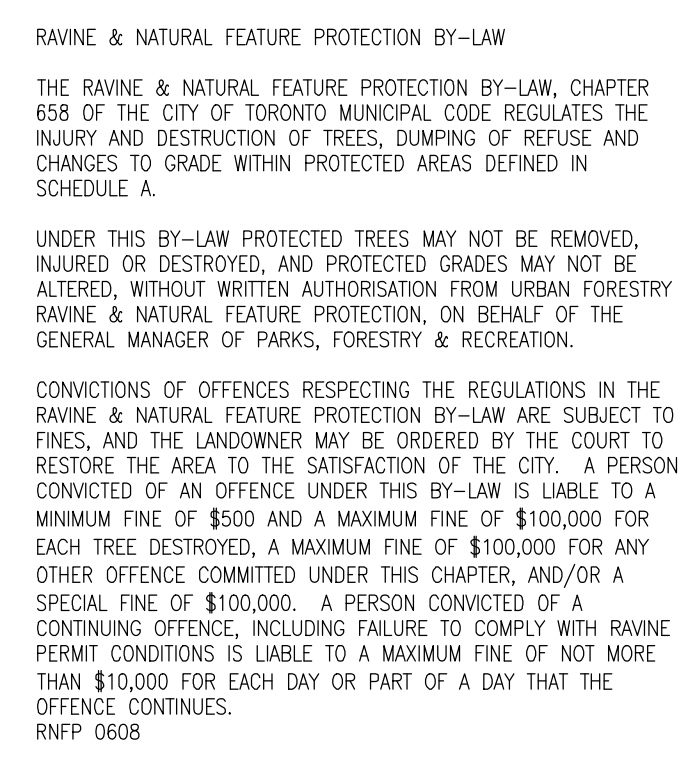 RAVINE & NATURAL FEATURE PROTECTION BY-LAW
THE RAVINE & NATURAL FEATURE PROTECTION BY-LAW, CHAPTER
658 OF THE CITY OF TORONTO MUNICIPAL CODE REGULATES THE
INJURY AND DESTRUCTION OF TREES, DUMPING OF REFUSE AND
CHANGES TO GRADE WITHIN PROTECTED AREAS DEFINED IN
SCHEDULE A.
UNDER THIS BY-LAW PROTECTED TREES MAY NOT BE REMOVED,
INJURED OR DESTROYED, AND PROTECTED GRADES MAY NOT BE
ALTERED, WITHOUT WRITTEN AUTHORISATION FROM URBAN FORESTRY
RAVINE & NATURAL FEATURE PROTECTION, ON BEHALF OF THE
GENERAL MANAGER OF PARKS, FORESTRY & RECREATION.
CONVICTIONS OF OFFENCES RESPECTING THE REGULATIONS IN THE
RAVINE & NATURAL FEATURE PROTECTION BY-LAW ARE SUBJECT TO
FINES, AND THE LANDOWNER MAY BE ORDERED BY THE COURT TO
RESTORE THE AREA TO THE SATISFACTION OF THE CITY.  A PERSON
CONVICTED OF AN OFFENCE UNDER THIS BY-LAW IS LIABLE TO A
MINIMUM FINE OF $500 AND A MAXIMUM FINE OF $100,000 FOR
EACH TREE DESTROYED, A MAXIMUM FINE OF $100,000 FOR ANY
OTHER OFFENCE COMMITTED UNDER THIS CHAPTER, AND/OR A
SPECIAL FINE OF $100,000.  A PERSON CONVICTED OF A
CONTINUING OFFENCE, INCLUDING FAILURE TO COMPLY WITH RAVINE
PERMIT CONDITIONS IS LIABLE TO A MAXIMUM FINE OF NOT MORE
THAN $10,000 FOR EACH DAY OR PART OF A DAY THAT THE
OFFENCE CONTINUES.
RNFP 0608